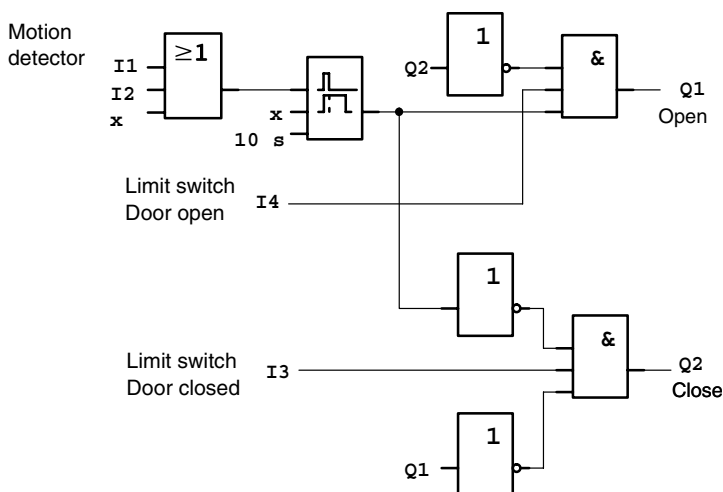 Motion
detector
I1
I2
x
≥1
x
10 s
1
Q2
&
Q1
Open
Limit switch
Door open
I4
1
Limit switch
Door closed
I3
&
Q2
Close
1
Q1